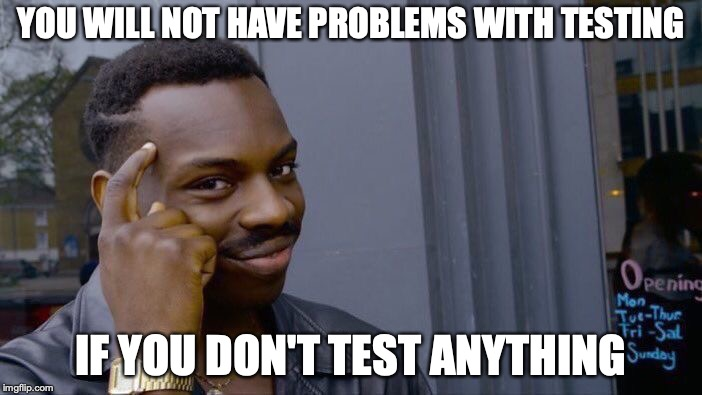 YOU WILL NOT HAVE PROBLEMS WITH TESTING
Opening
Mon
Tue-Thur
Fri-Sat
Sunday
IF YOU DON'T TEST ANYTHING
imgflip.com